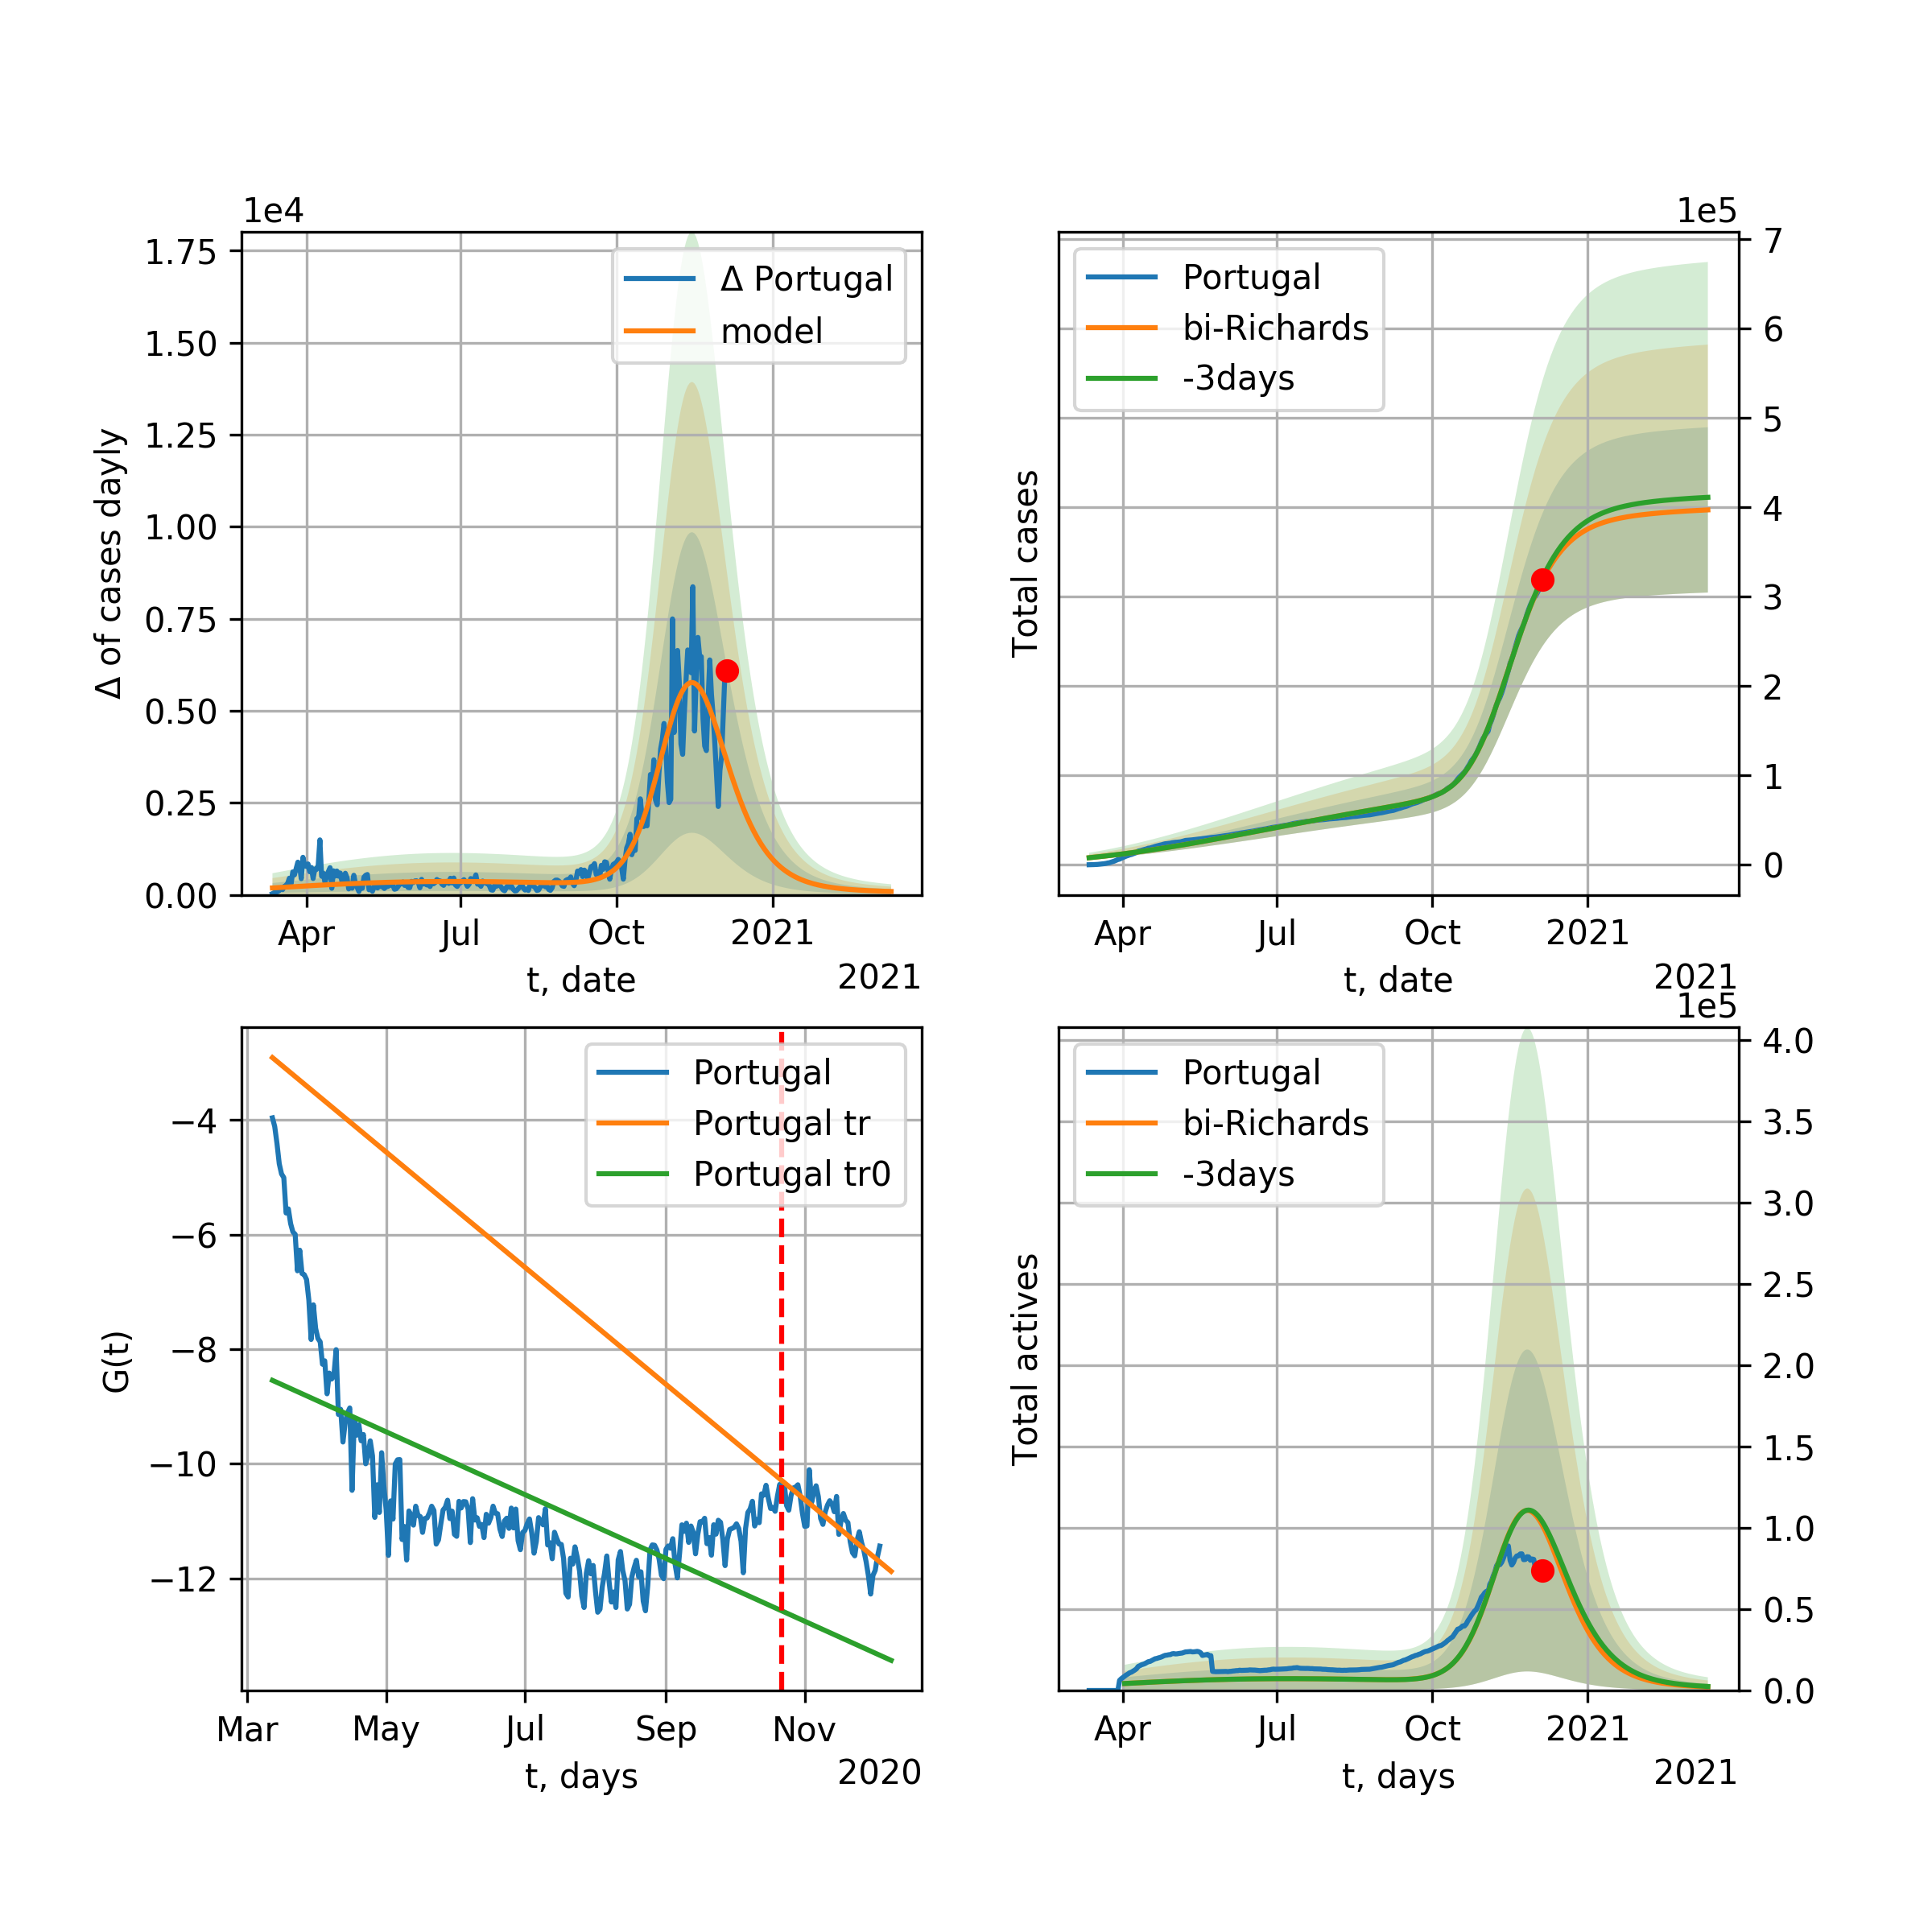 1e4
1.75
1.50
1.25
1.00
0.75
0.50
0.25
0.00
Δ of cases dayly
Δ Portugal
model
Apr Jul Oct 2021
t, date
2021
1e5
7
6
5
4
3
2
1
0
Total cases
Portugal
bi-Richards
-3days
Apr Jul Oct 2021
t, date
2021
−4
−6
−8
−10
−12
G(t)
Portugal
Portugal tr
Portugal tr0
Mar May Jul Sep Nov
t, days
2020
1e5
4.0
3.5
3.0
2.5
2.0
1.5
1.0
0.5
0.0
Total actives
Portugal
bi-Richards
-3days
Apr Jul Oct 2021
t, days
2021